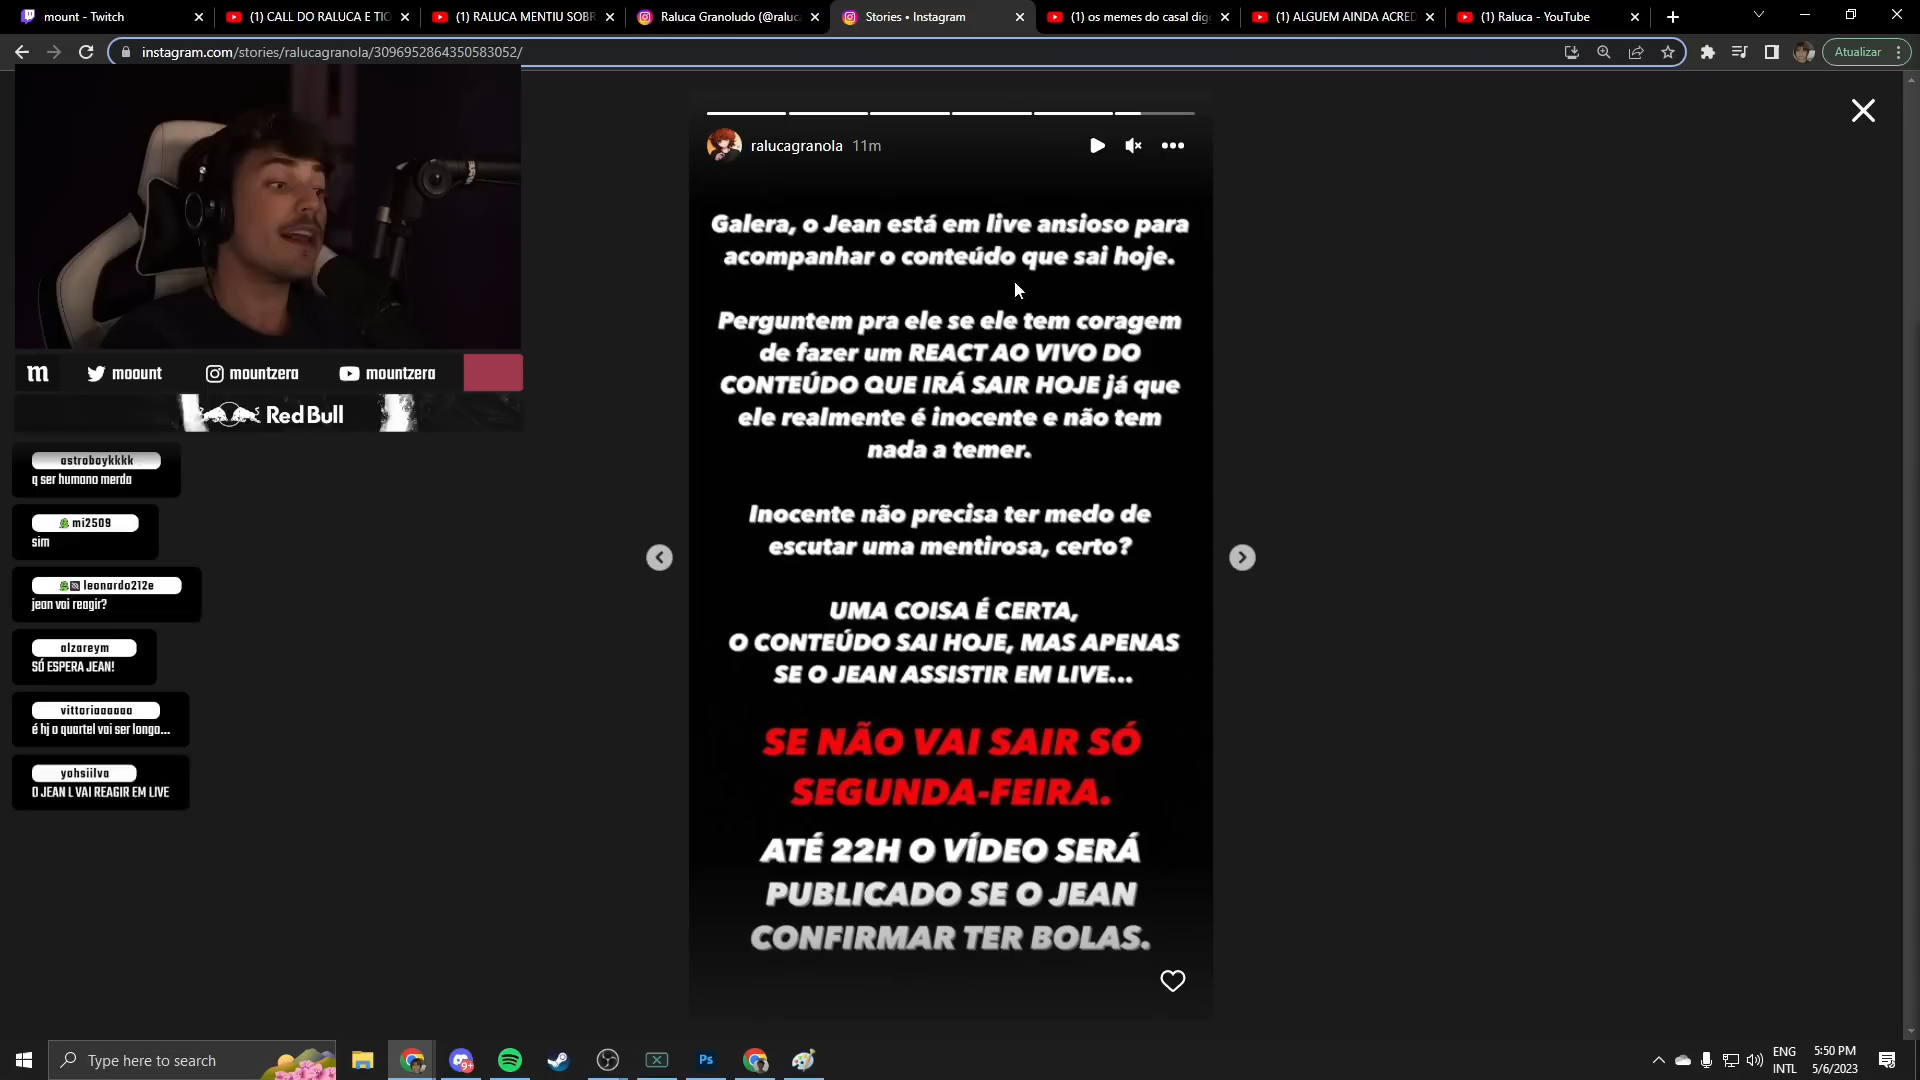 mount - Twitch
(1) CALL DO RALUCA E TIO
(1) RALUCA MENTIU SOBR
Raluca Granoludo (@raluca
Stories • Instagram
(1) os memes do casal dig
(1) ALGUEM AINDA ACRED
(1) Raluca - YouTube
instagram.com/stories/ralucagranola/3096952864350583052/
Atualizar
ralucagranola 11m
Galera, o Jean está em live ansioso para
acompanhar o conteúdo que sai hoje.
Perguntem pra ele se ele tem coragem
de fazer um REACT AO VIVO DO
CONTEÚDO QUE IRÁ SAIR HOJE já que
ele realmente é inocente e não tem
nada a temer.
Inocente não precisa ter medo de
escutar uma mentirosa, certo?
UMA COISA É CERTA,
O CONTEÚDO SAI HOJE, MAS APENAS
SE O JEAN ASSISTIR EM LIVE...
SE NÃO VAI SAIR SÓ
SEGUNDA-FEIRA.
ATÉ 22H O VÍDEO SERÁ
PUBLICADO SE O JEAN
CONFIRMAR TER BOLAS.
m moount mountzera mountzera
Red Bull
astroboykkkk
q ser humano merda
mi2509
sim
leonardo212e
jean vai reagir?
alzareym
SÓ ESPERA JEAN!
vittoriaaaaaa
é hj o quartel vai ser longo...
yohsiilva
O JEAN L VAI REAGIR EM LIVE
Type here to search
9+
Ps
ENG
INTL
5:50 PM
5/6/2023